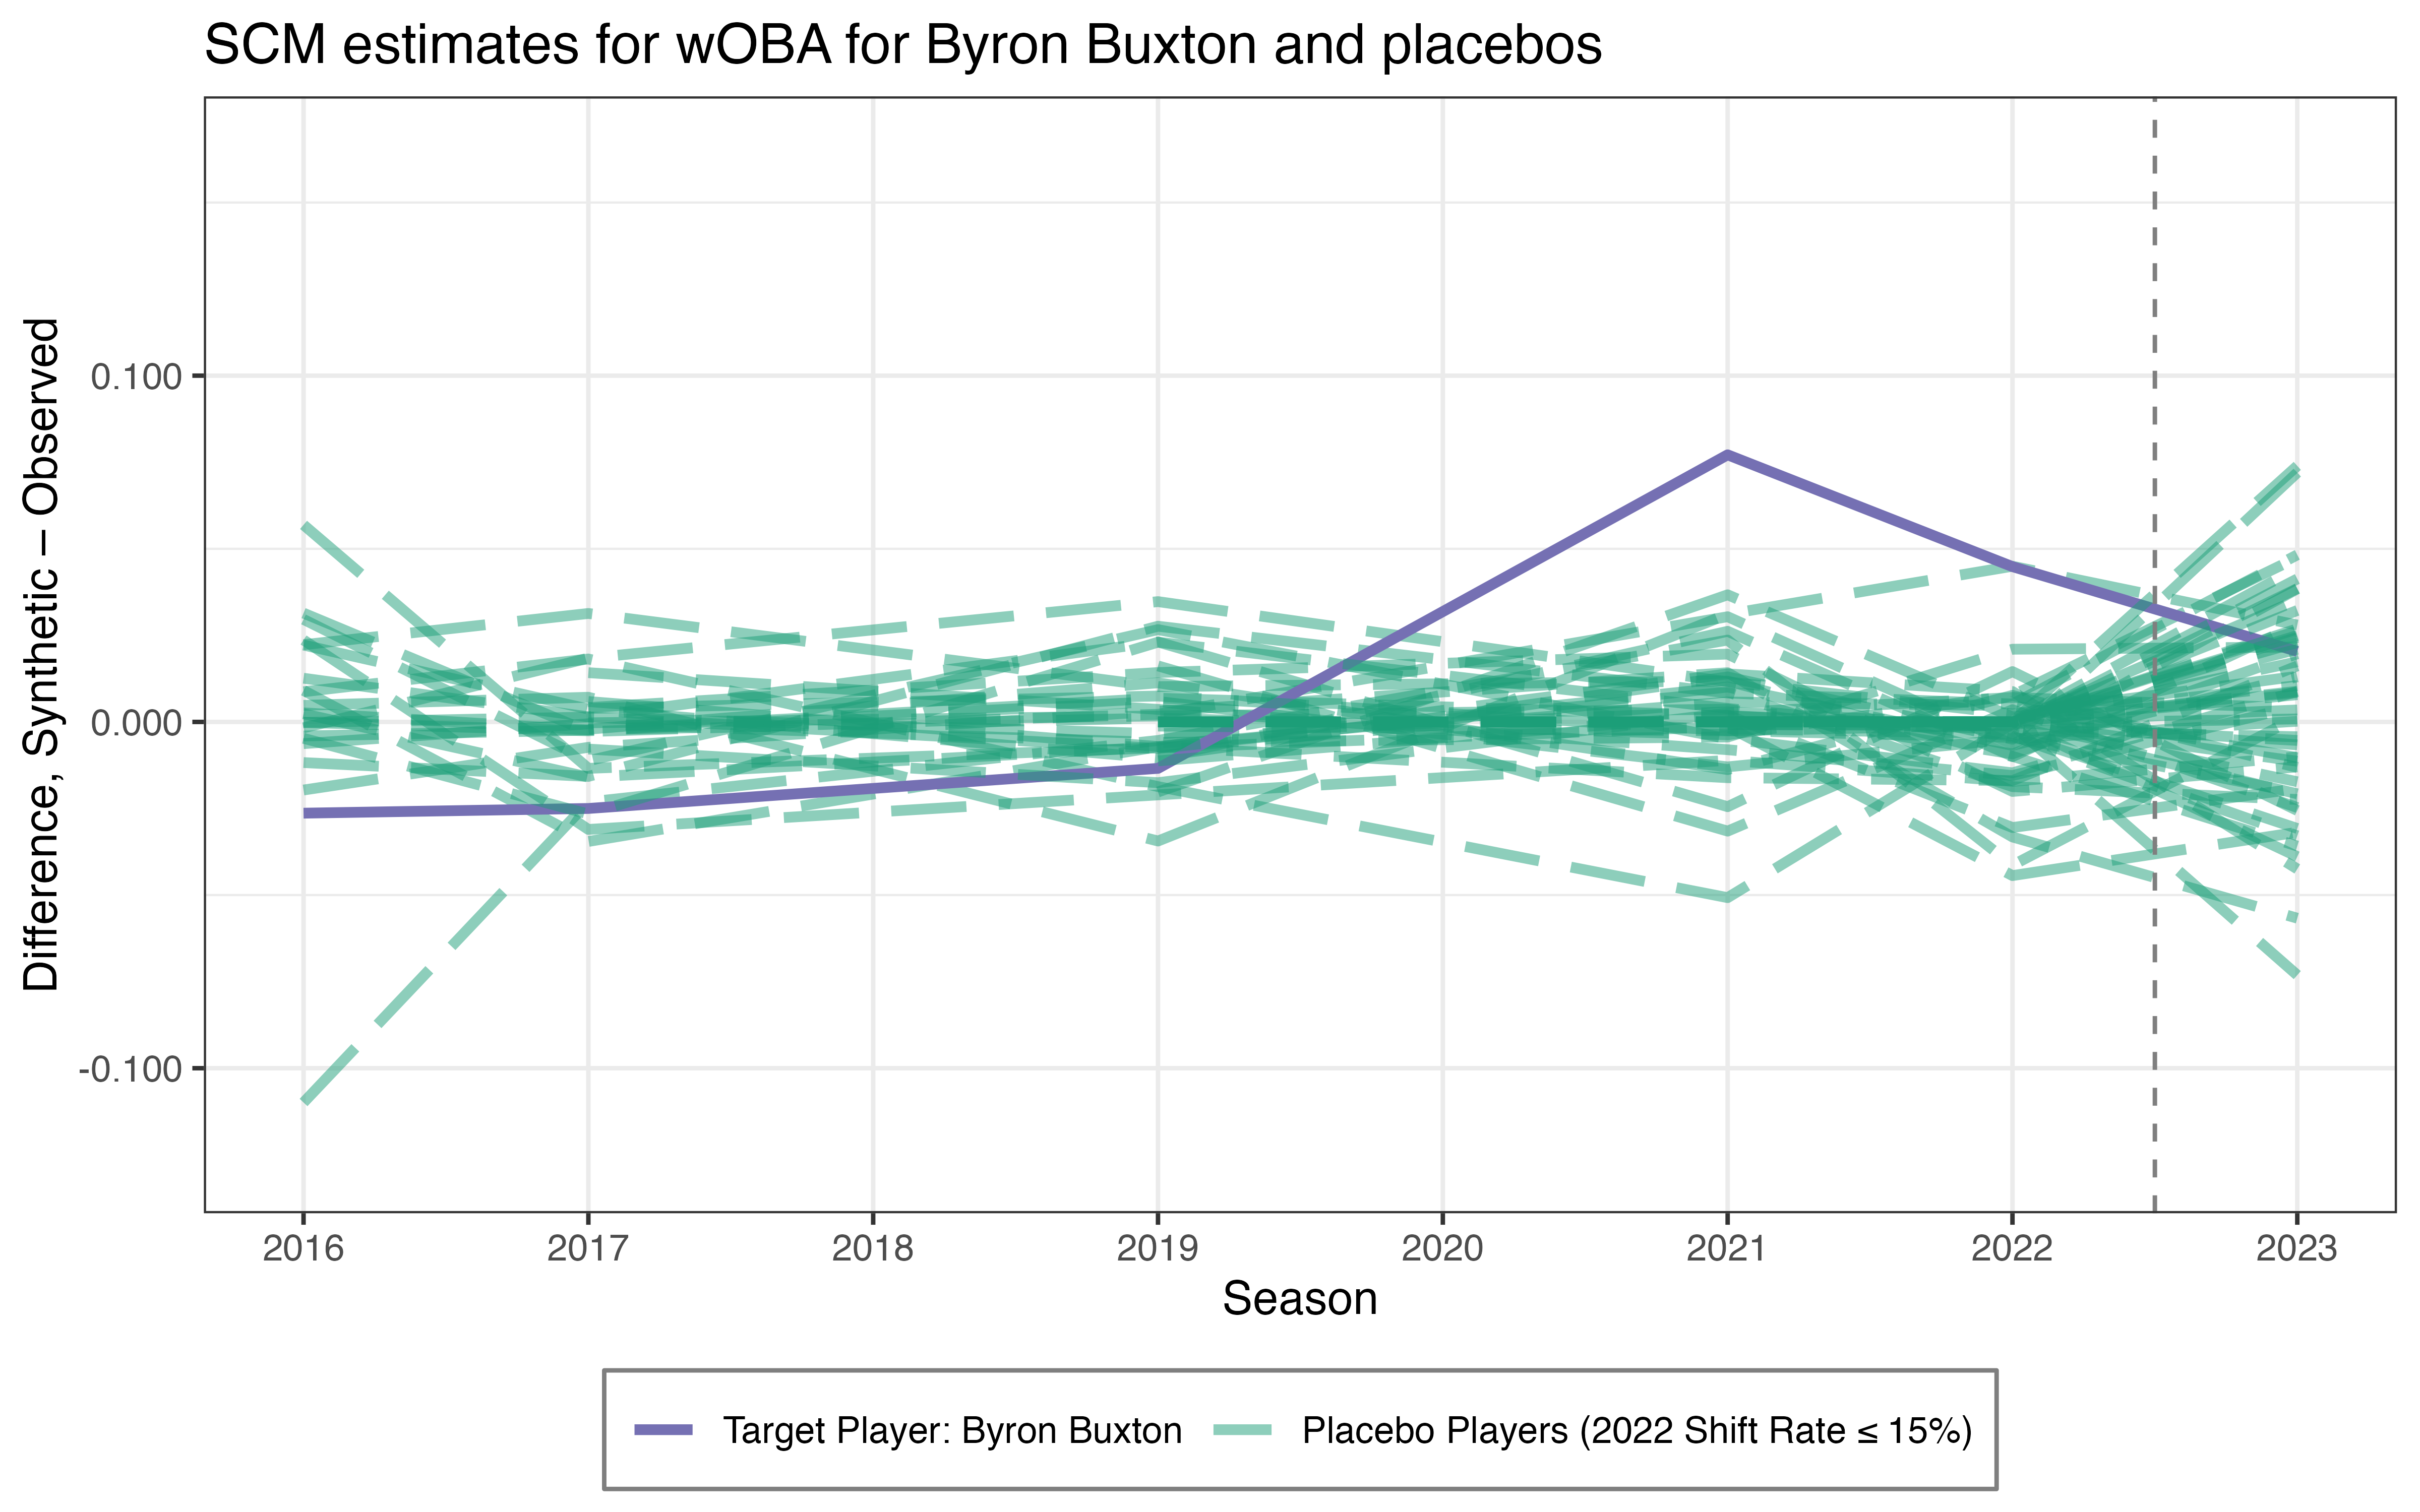 SCM estimates for wOBA for Byron Buxton and placebos
Difference, Synthetic – Observed
0.100
0.000
-0.100
2016 2017 2018 2019 2020 2021 2022 2023
Season
Target Player: Byron Buxton Placebo Players (2022 Shift Rate ≤ 15%)